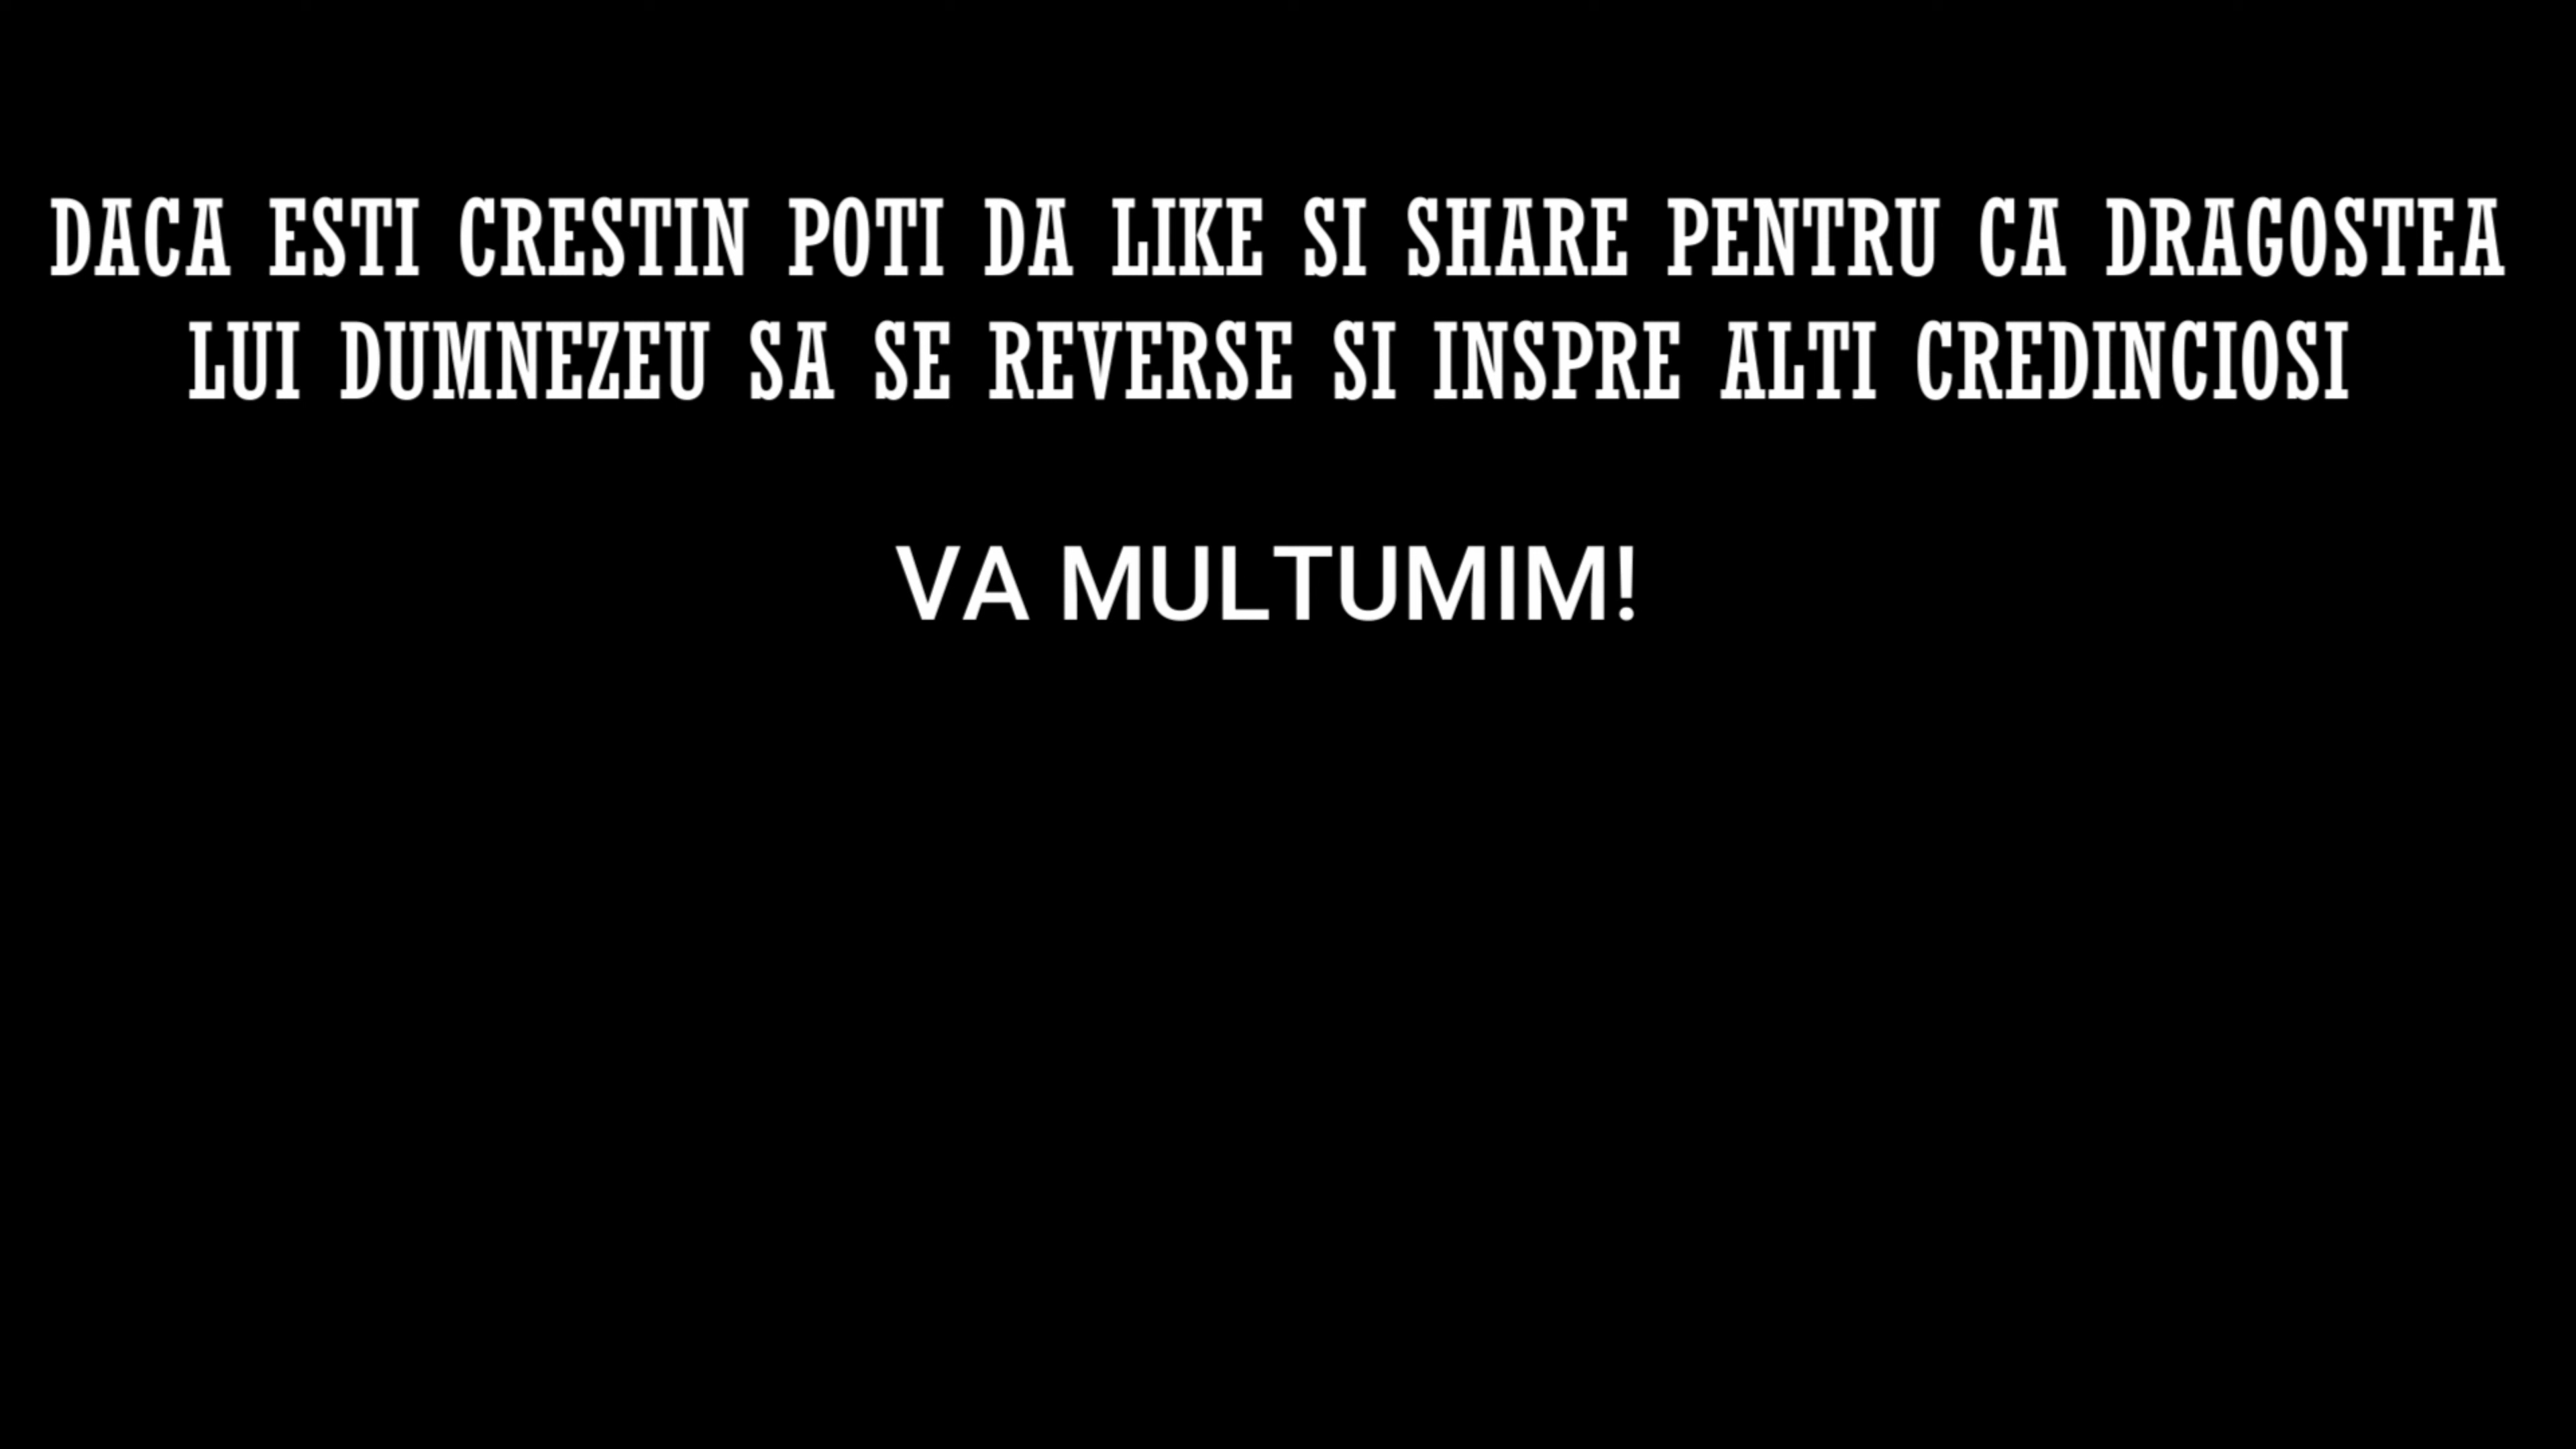 DACA ESTI CRESTIN POTI DA LIKE SI SHARE PENTRU CA DRAGOSTEA
LUI DUMNEZEU SA SE REVERSE SI INSPRE ALTI CREDINCIOSI
VA MULTUMIM!